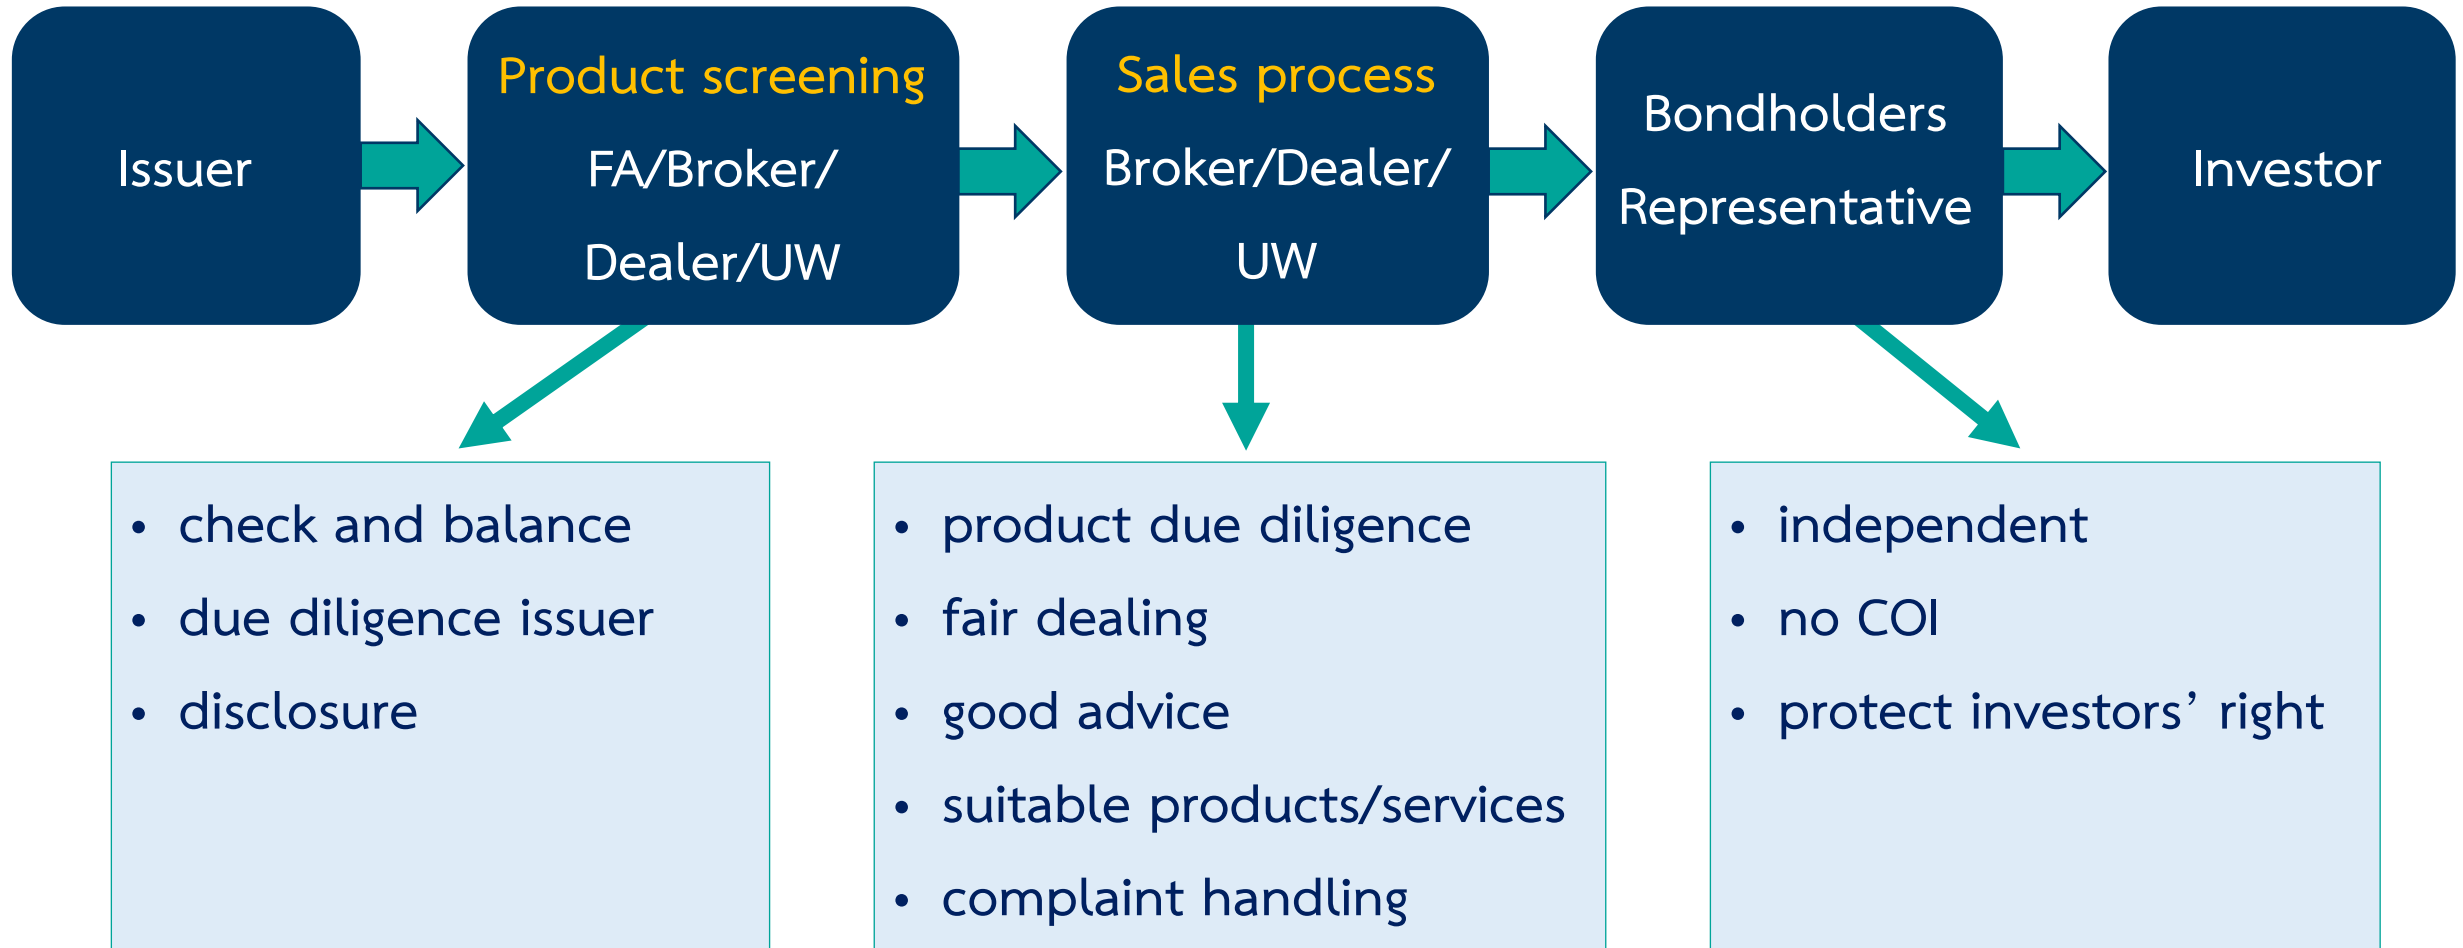 Issuer
Product screening
FA/Broker/
Dealer/UW
Sales process
Broker/Dealer/
UW
Bondholders
Representative
Investor
• check and balance
• due diligence issuer
• disclosure
• product due diligence
• fair dealing
• good advice
• suitable products/services
• complaint handling
• independent
• no COI
• protect investors’ right